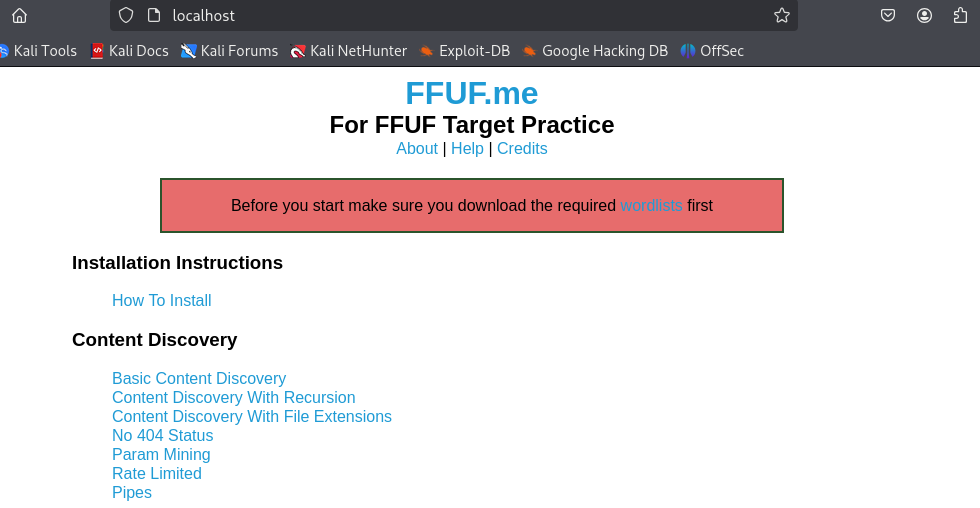 localhost
Kali Tools Kali Docs Kali Forums Kali NetHunter Exploit-DB Google Hacking DB OffSec
FFUF.me
For FFUF Target Practice
About | Help | Credits
Before you start make sure you download the required wordlists first
Installation Instructions
How To Install
Content Discovery
Basic Content Discovery
Content Discovery With Recursion
Content Discovery With File Extensions
No 404 Status
Param Mining
Rate Limited
Pipes